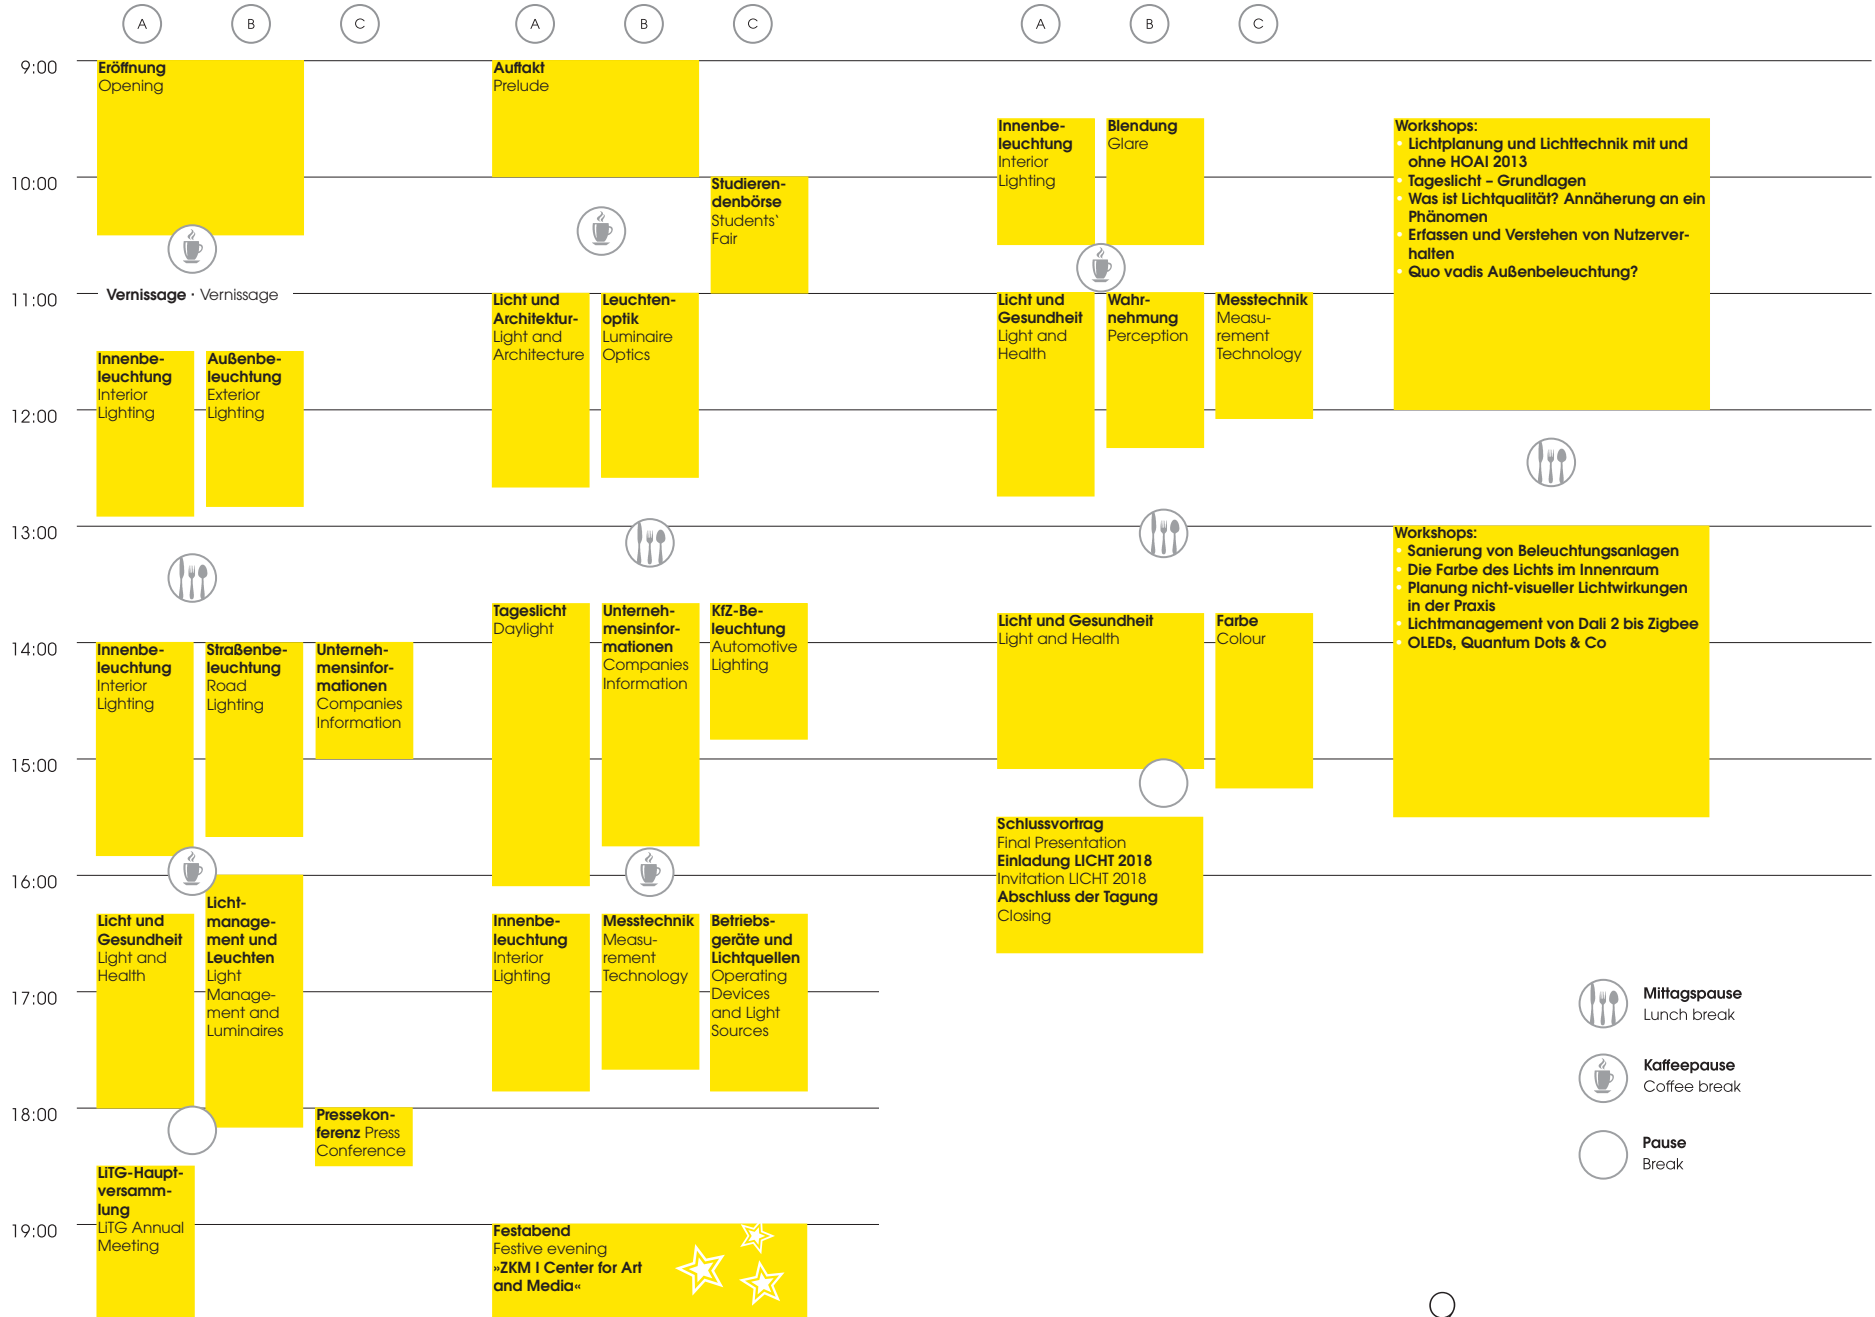 A
B
C
A
B
C
A
B
C
9:00
10:00
11:00
12:00
13:00
14:00
15:00
16:00
17:00
18:00
19:00
Eröffnung
Opening
Vernissage · Vernissage
Innenbe-
leuchtung
Interior
Lighting
Außenbe-
leuchtung
Exterior
Lighting
Innenbe-
leuchtung
Interior
Lighting
Straßenbe-
leuchtung
Road
Lighting
Unterneh-
mensinfor-
mationen
Companies
Information
Licht und
Gesundheit
Light and
Health
Licht-
manage-
ment und
Leuchten
Light
Manage-
ment and
Luminaires
Pressekon-
ferenz Press
Conference
LiTG-Haupt-
versamm-
lung
LiTG Annual
Meeting
Auftakt
Prelude
Studieren-
denbörse
Students‘
Fair
Licht und
Architektur-
Light and
Architecture
Leuchten-
optik
Luminaire
Optics
Tageslicht
Daylight
Unterneh-
mensinfor-
mationen
Companies
Information
KfZ-Be-
leuchtung
Automotive
Lighting
Innenbe-
leuchtung
Interior
Lighting
Messtechnik
Measu-
rement
Technology
Betriebs-
geräte und
Lichtquellen
Operating
Devices
and Light
Sources
Festabend
Festive evening
»ZKM I Center for Art
and Media«
Innenbe-
leuchtung
Interior
Lighting
Blendung
Glare
Licht und
Gesundheit
Light and
Health
Wahr-
nehmung
Perception
Messtechnik
Measu-
rement
Technology
Licht und Gesundheit
Light and Health
Farbe
Colour
Schlussvortrag
Final Presentation
Einladung LICHT 2018
Invitation LICHT 2018
Abschluss der Tagung
Closing
Workshops:
• Lichtplanung und Lichttechnik mit und
ohne HOAI 2013
• Tageslicht – Grundlagen
• Was ist Lichtqualität? Annäherung an ein
Phänomen
• Erfassen und Verstehen von Nutzerver-
halten
• Quo vadis Außenbeleuchtung?
Workshops:
• Sanierung von Beleuchtungsanlagen
• Die Farbe des Lichts im Innenraum
• Planung nicht-visueller Lichtwirkungen
in der Praxis
• Lichtmanagement von Dali 2 bis Zigbee
• OLEDs, Quantum Dots & Co
Mittagspause
Lunch break
Kaffeepause
Coffee break
Pause
Break